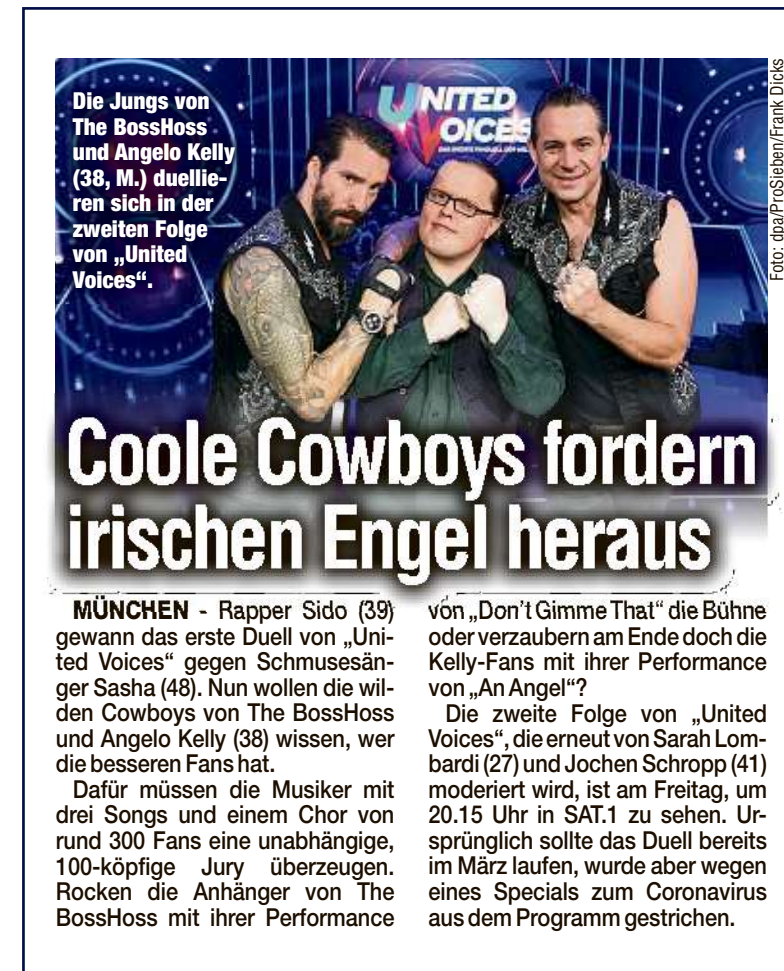 Die Jungs von
The BossHoss
und Angelo Kelly
(38, M.) duellie-
ren sich in der
zweiten Folge
von „United
Voices“.
UNITED
VOICES
Foto: dpa/ProSieben/Frank Dicks
Coole Cowboys fordern
irischen Engel heraus
MÜNCHEN - Rapper Sido (39)
gewann das erste Duell von „Uni-
ted Voices“ gegen Schmusesän-
ger Sasha (48). Nun wollen die wil-
den Cowboys von The BossHoss
und Angelo Kelly (38) wissen, wer
die besseren Fans hat.
Dafür müssen die Musiker mit
drei Songs und einem Chor von
rund 300 Fans eine unabhängige,
100-köpfige Jury überzeugen.
Rocken die Anhänger von The
BossHoss mit ihrer Performance
von „Don’t Gimme That“ die Bühne
oder verzaubern am Ende doch die
Kelly-Fans mit ihrer Performance
von „An Angel“?
Die zweite Folge von „United
Voices“, die erneut von Sarah Lom-
bardi (27) und Jochen Schropp (41)
moderiert wird, ist am Freitag, um
20.15 Uhr in SAT.1 zu sehen. Ur-
sprünglich sollte das Duell bereits
im März laufen, wurde aber wegen
eines Specials zum Coronavirus
aus dem Programm gestrichen.